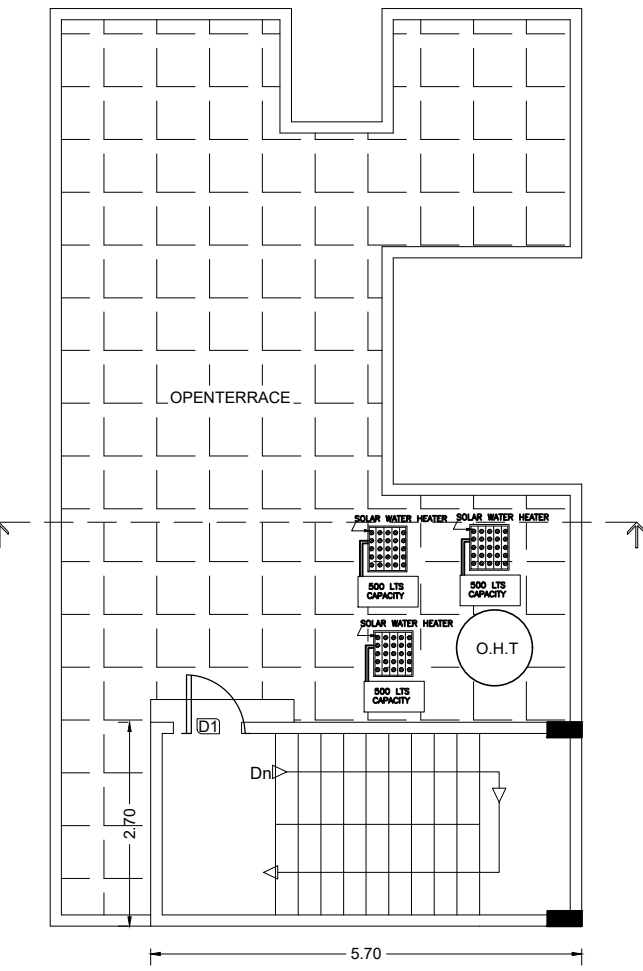 OPENTERRACE
SOLAR WATER HEATER
SOLAR WATER HEATER
500 LTS
CAPACITY
500 LTS
CAPACITY
SOLAR WATER HEATER
O.H.T
500 LTS
CAPACITY
D1
Dn
2.70
5.70